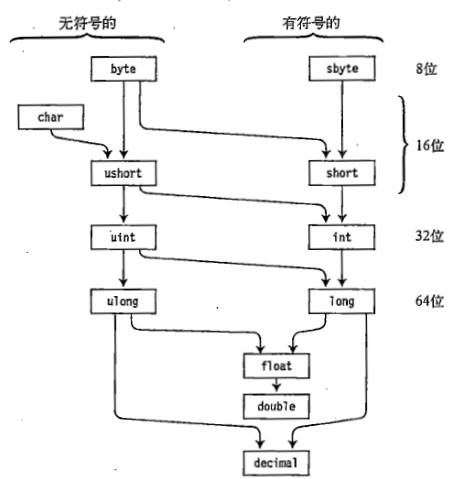 无符号的 有符号的
byte sbyte 8位
char
16位
ushort short
uint int 32位
ulong long 64位
float
double
decimal